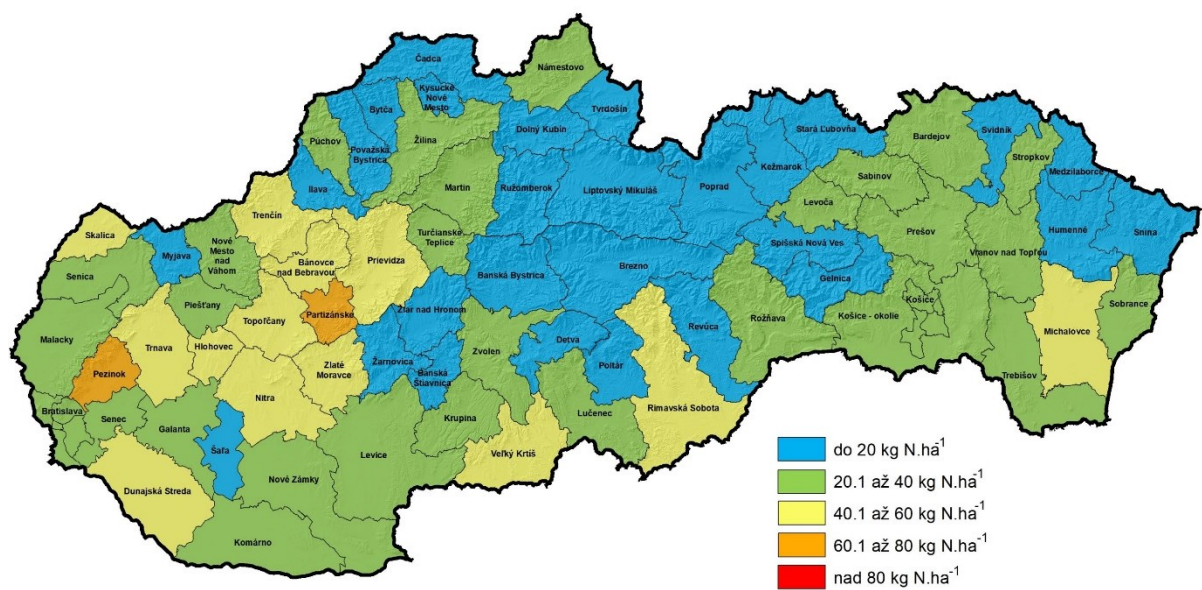 Čadca
Námestovo
Kysucké
Nové
Mesto
Tvrdošín
Bytča
Dolný Kubín
Stará Ľubovňa
Svidník
Púchov
Žilina
Bardejov
Považská
Bystrica
Kežmarok
Stropkov
Medzilaborce
Sabinov
Ilava
Martin
Ružomberok
Liptovský Mikuláš
Poprad
Levoča
Trenčín
Turčianske
Teplice
Prešov
Humenné
Snina
Skalica
Nové
Mesto
nad
Váhom
Myjava
Bánovce
nad Bebravou
Prievidza
Spišská Nová Ves
Vranov nad Topľou
Senica
Banská Bystrica
Brezno
Gelnica
Piešťany
Partizánske
Žiar nad Hronom
Košice
Sobrance
Topoľčany
Rožňava
Košice - okolie
Michalovce
Malacky
Trnava
Hlohovec
Zvolen
Detva
Revúca
Poltár
Žarnovica
Banská
Štiavnica
Zlaté
Moravce
Pezinok
Nitra
Trebišov
Rimavská Sobota
Bratislava
Senec
Krupina
Lučenec
Galanta
Šaľa
Levice
Veľký Krtíš
Nové Zámky
Dunajská Streda
Komárno
do 20 kg N.ha⁻¹
20.1 až 40 kg N.ha⁻¹
40.1 až 60 kg N.ha⁻¹
60.1 až 80 kg N.ha⁻¹
nad 80 kg N.ha⁻¹